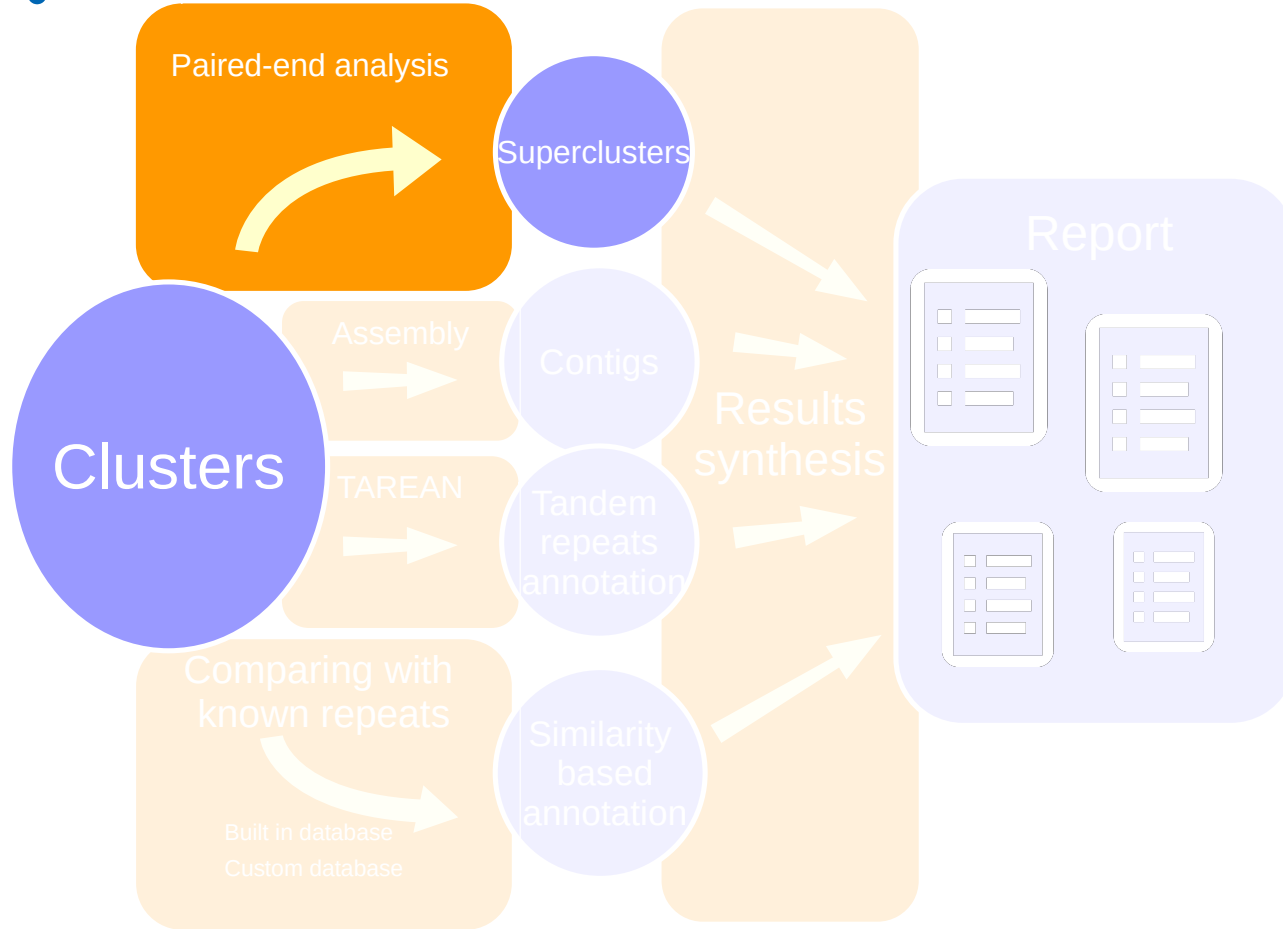 Paired-end analysis
Superclusters
Report
Assembly
Contigs
Results
synthesis
Clusters
TAREAN
Tandem
repeats
annotation
Comparing with
known repeats
Similarity
based
annotation
Built in database
Custom database